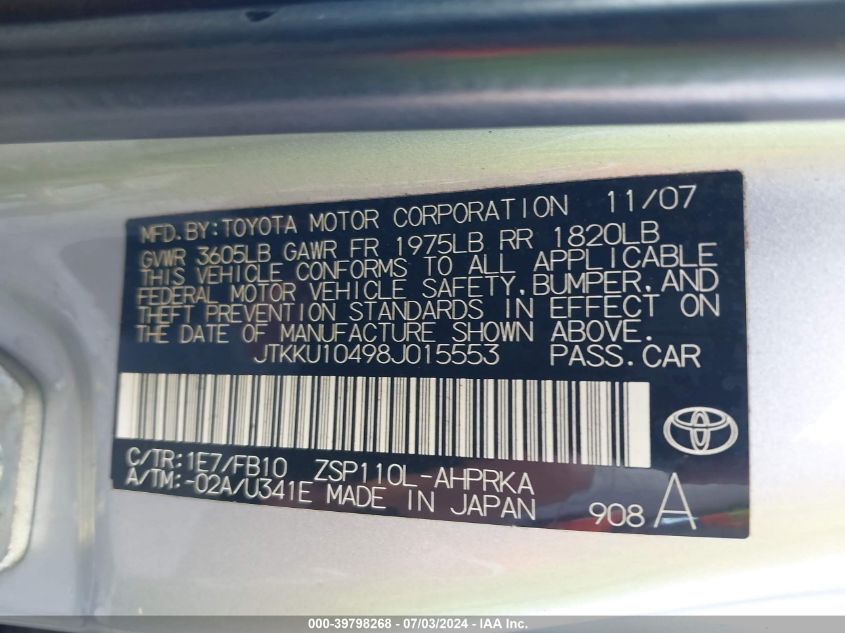 MFD.BY:TOYOTA MOTOR CORPORATION 11/07
GVWR 3605LB GAWR FR 1975LB RR 1820LB
THIS VEHICLE CONFORMS TO ALL APPLICABLE
FEDERAL MOTOR VEHICLE SAFETY,BUMPER,AND
THEFT PREVENTION STANDARDS IN EFFECT ON
THE DATE OF MANUFACTURE SHOWN ABOVE.
JTKKU10498J015553 PASS.CAR
C/TR:1E7/FB10 ZSP110L-AHPRKA
A/TM:-02A/U341E MADE IN JAPAN 908 A
000-39798268 - 07/03/2024 - IAA Inc.